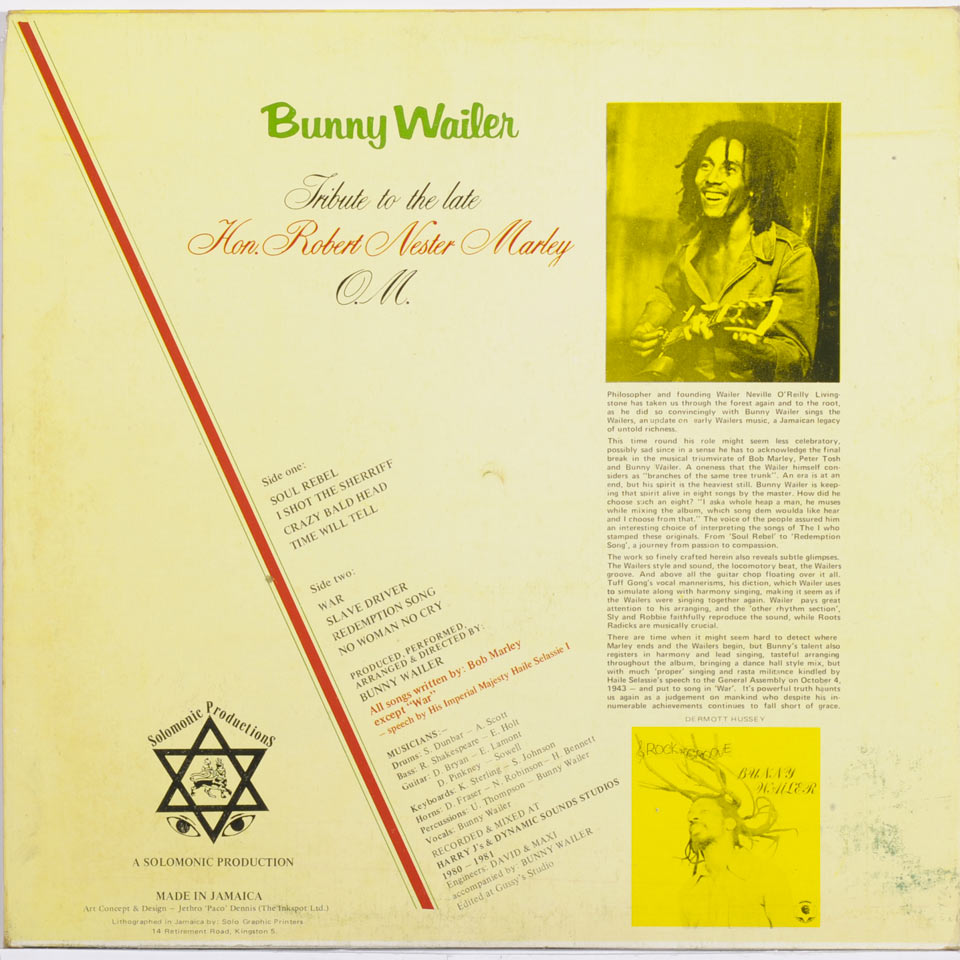 Bunny Wailer
Tribute to the late
Hon. Robert Nester Marley
O.M.
Side one:
SOUL REBEL
I SHOT THE SHERRIFF
CRAZY BALD HEAD
TIME WILL TELL
Side two:
WAR
SLAVE DRIVER
REDEMPTION SONG
NO WOMAN NO CRY
PRODUCED, PERFORMED,
ARRANGED & DIRECTED BY:
BUNNY WAILER
All songs written by: Bob Marley
except "War"
– speech by His Imperial Majesty Haile Selassie I
MUSICIANS:–
Drums: S. Dunbar – A. Scott
Bass: R. Shakespeare – E. Holt
Guitar: D. Bryan – E. Lamont
D. Pinkney – Sowell
Keyboards: K. Sterling – S. Johnson
Horns: D. Fraser – N. Robinson – H. Bennett
Percussions: U. Thompson – Bunny Wailer
Vocals: Bunny Wailer
RECORDED & MIXED AT
HARRY J's & DYNAMIC SOUNDS STUDIOS
1980 – 1981
Engineers: DAVID & MAXI
accompanied by: BUNNY WAILER
Edited at Gussy's Studio
Philosopher and founding Wailer Neville O'Reilly Living-
stone has taken us through the forest again and to the root,
as he did so convincingly with Bunny Wailer sings the
Wailers, an update on early Wailers music, a Jamaican legacy
of untold richness.
This time round his role might seem less celebratory,
possibly sad since in a sense he has to acknowledge the final
break in the musical triumvirate of Bob Marley, Peter Tosh
and Bunny Wailer. A oneness that the Wailer himself con-
siders as "branches of the same tree trunk". An era is at an
end, but his spirit is the heaviest still. Bunny Wailer is keep-
ing that spirit alive in eight songs by the master. How did he
choose such an eight? "I aska whole heap a man, he muses
while mixing the album, which song dem woulda like hear
and I choose from that." The voice of the people assured him
an interesting choice of interpreting the songs of The I who
stamped these originals. From 'Soul Rebel' to 'Redemption
Song', a journey from passion to compassion.
The work so finely crafted herein also reveals subtle glimpses.
The Wailers style and sound, the locomotory beat, the Wailers
groove. And above all the guitar chop floating over it all.
Tuff Gong's vocal mannerisms, his diction, which Wailer uses
to simulate along with harmony singing, making it seem as if
the Wailers were singing together again. Wailer pays great
attention to his arranging, and the 'other rhythm section',
Sly and Robbie faithfully reproduce the sound, while Roots
Radicks are musically crucial.
There are time when it might seem hard to detect where
Marley ends and the Wailers begin, but Bunny's talent also
registers in harmony and lead singing, tasteful arranging
throughout the album, bringing a dance hall style mix, but
with much 'proper' singing and rasta militance kindled by
Haile Selassie's speech to the General Assembly on October 4,
1943 – and put to song in 'War'. It's powerful truth haunts
us again as a judgement on mankind who despite his in-
numerable achievements continues to fall short of grace.
DERMOTT HUSSEY
ROCK 'N' GROOVE
BUNNY
WAILER
Solomonic Productions
A SOLOMONIC PRODUCTION
MADE IN JAMAICA
Art Concept & Design – Jethro 'Paco' Dennis (The Inkspot Ltd.)
Lithographed in Jamaica by: Solo Graphic Printers
14 Retirement Road, Kingston 5.